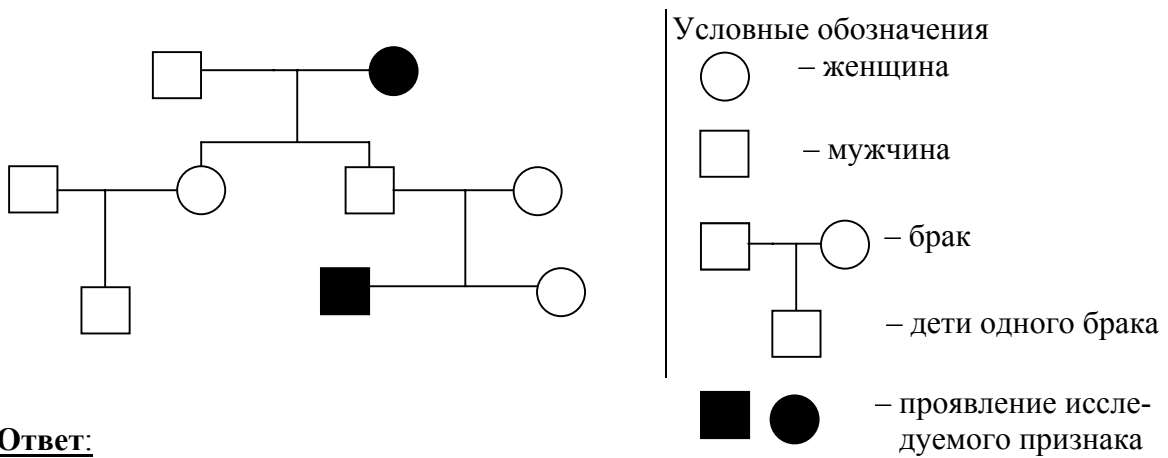 Условные обозначения
– женщина
– мужчина
– брак
– дети одного брака
– проявление иссле-
дуемого признака
Ответ: